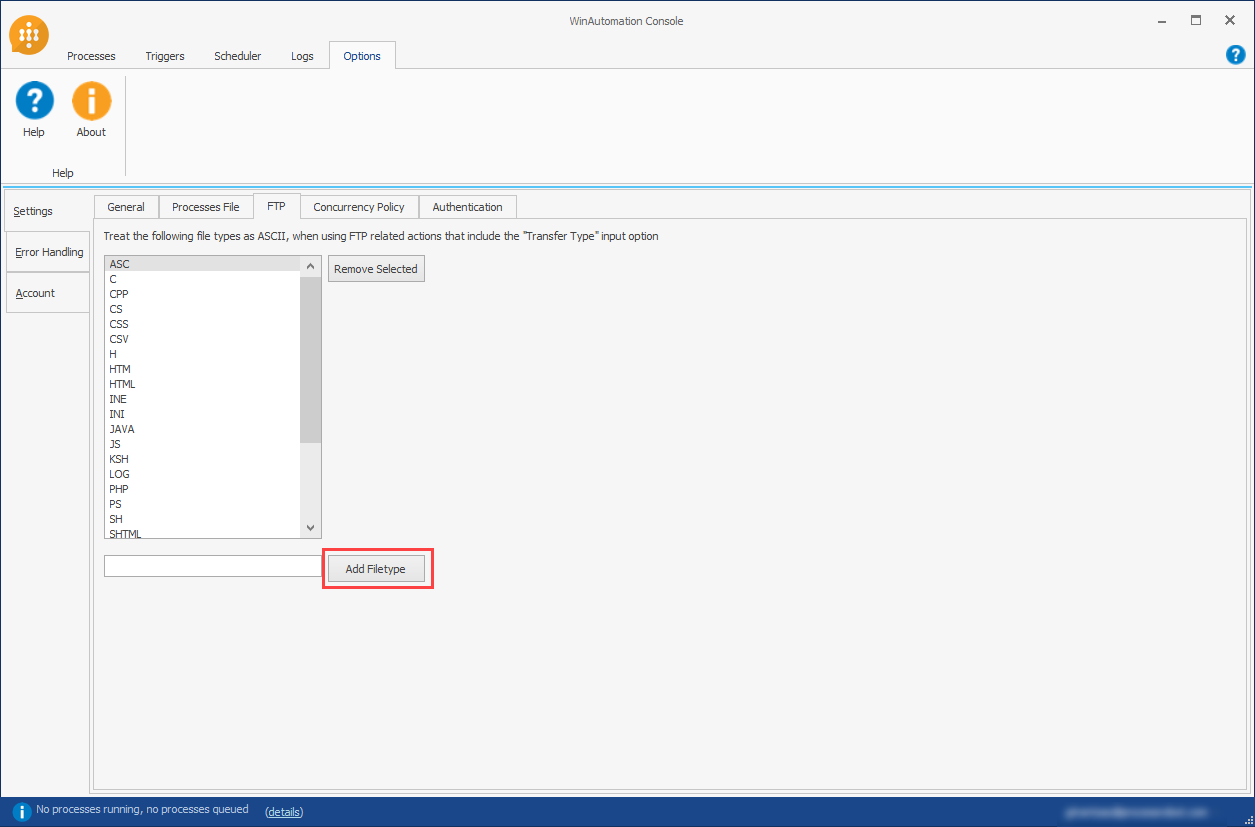 WinAutomation Console
Processes Triggers Scheduler Logs Options
?
? i
Help About
Help
Settings
Error Handling
Account
General Processes File FTP Concurrency Policy Authentication
Treat the following file types as ASCII, when using FTP related actions that include the "Transfer Type" input option
ASC
C
CPP
CS
CSS
CSV
H
HTM
HTML
INE
INI
JAVA
JS
KSH
LOG
PHP
PS
SH
SHTML
Remove Selected
Add Filetype
i No processes running, no processes queued (details)